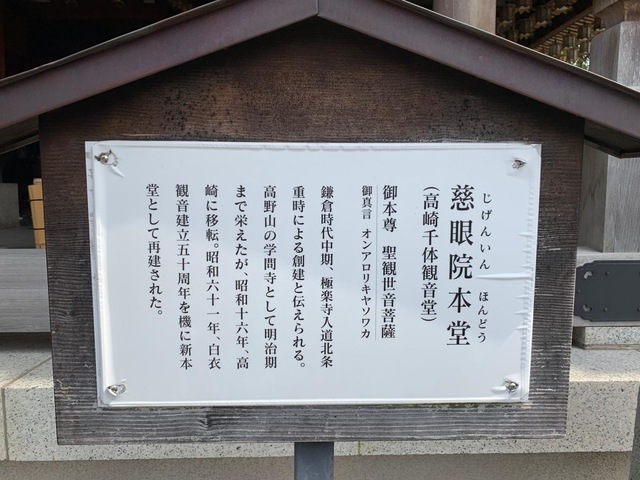 じげんいん ほんどう
慈眼院本堂
（高崎千体観音堂）
御本尊 聖観世音菩薩
御真言 オンアロリキヤソワカ
鎌倉時代中期、極楽寺入道北条
重時による創建と伝えられる。
高野山の学問寺として明治期
まで栄えたが、昭和十六年、高
崎に移転。昭和六十一年、白衣
観音建立五十周年を機に新本
堂として再建された。